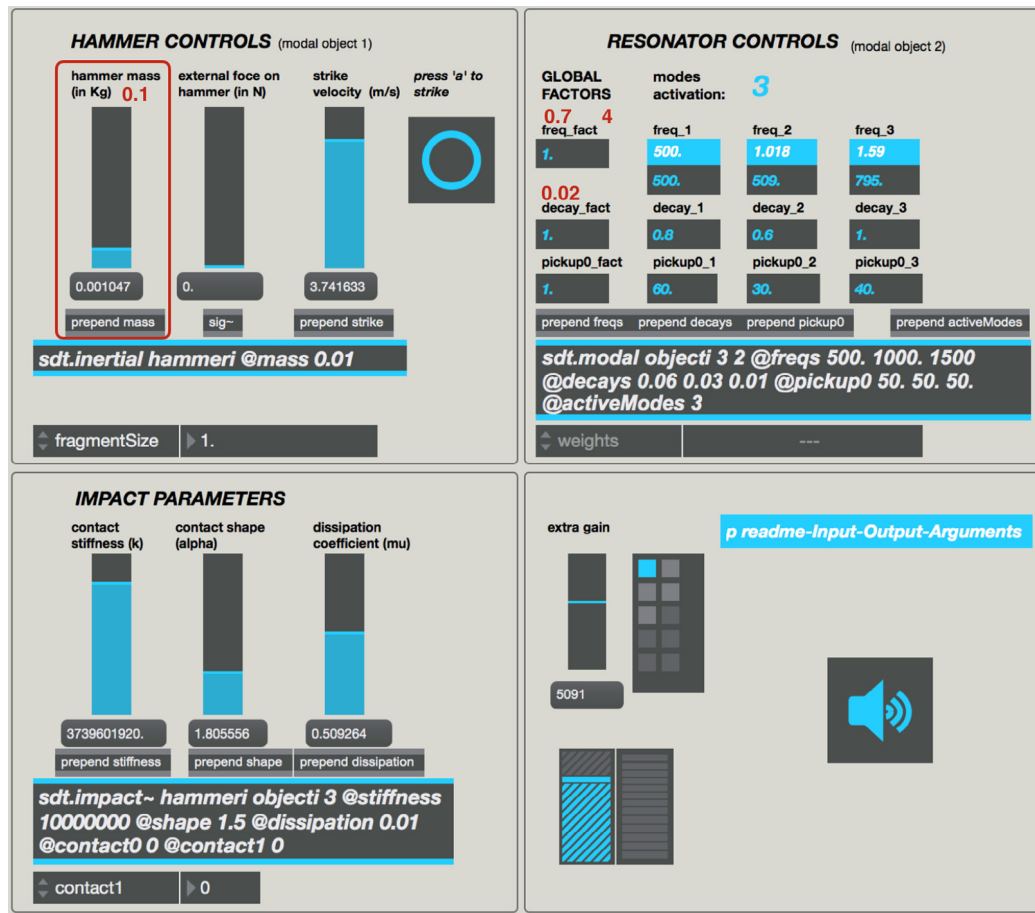 HAMMER CONTROLS (modal object 1)
hammer mass
(in Kg) 0.1
external foce on
hammer (in N)
strike
velocity (m/s)
press 'a' to
strike
0.001047
0.
3.741633
prepend mass
sig~
prepend strike
sdt.inertial hammeri @mass 0.01
fragmentSize
1.
RESONATOR CONTROLS (modal object 2)
GLOBAL
FACTORS
modes
activation:
3
0.7 4
freq_fact freq_1 freq_2 freq_3
1. 500. 1.018 1.59
500. 509. 795.
0.02
decay_fact decay_1 decay_2 decay_3
1. 0.8 0.6 1.
pickup0_fact pickup0_1 pickup0_2 pickup0_3
1. 60. 30. 40.
prepend freqs prepend decays prepend pickup0 prepend activeModes
sdt.modal objecti 3 2 @freqs 500. 1000. 1500
@decays 0.06 0.03 0.01 @pickup0 50. 50. 50.
@activeModes 3
weights ---
IMPACT PARAMETERS
contact
stiffness (k)
contact shape
(alpha)
dissipation
coefficient (mu)
3739601920. 1.805556 0.509264
prepend stiffness prepend shape prepend dissipation
sdt.impact~ hammeri objecti 3 @stiffness
10000000 @shape 1.5 @dissipation 0.01
@contact0 0 @contact1 0
contact1 0
extra gain
p readme-Input-Output-Arguments
5091